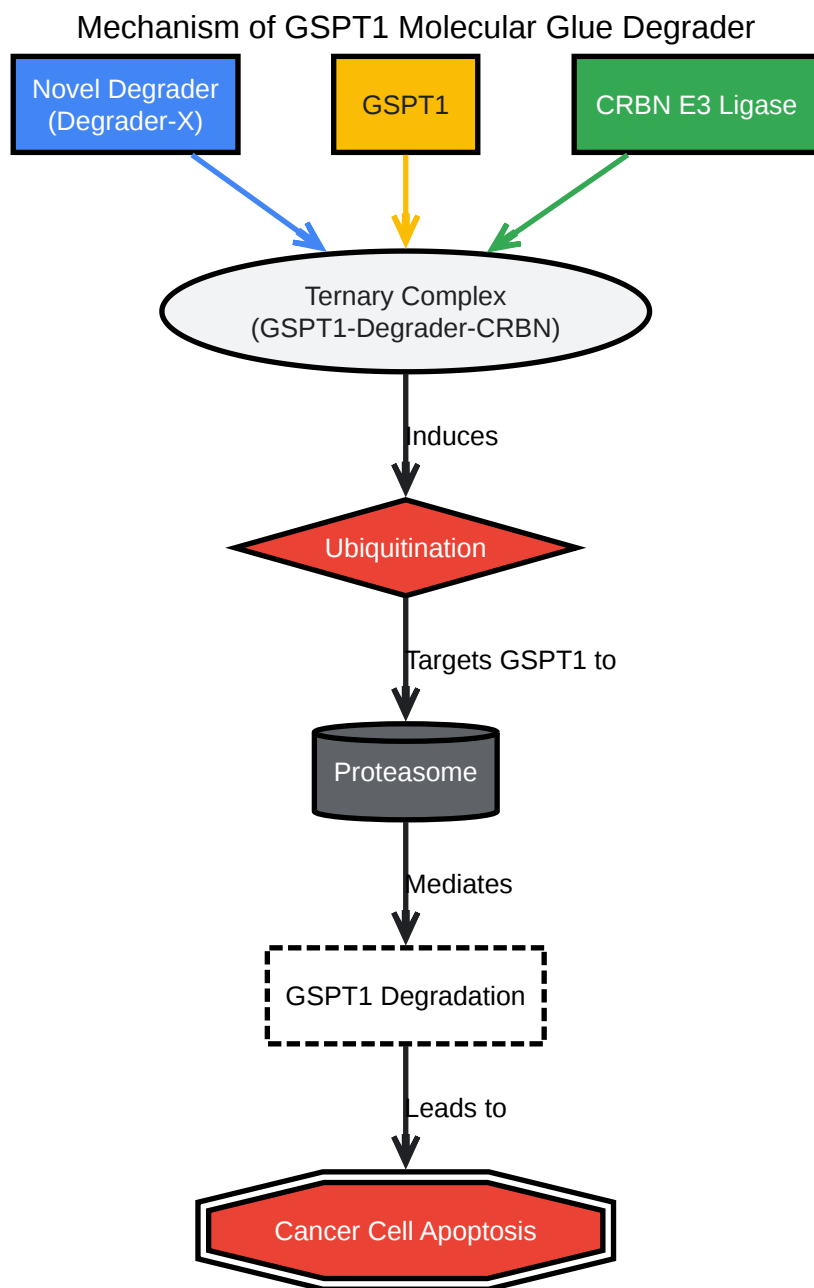 Mechanism of GSPT1 Molecular Glue Degrader
Novel Degrader
(Degrader-X)
GSPT1
CRBN E3 Ligase
Ternary Complex
(GSPT1-Degrader-CRBN)
Induces
Ubiquitination
Targets GSPT1 to
Proteasome
Mediates
GSPT1 Degradation
Leads to
Cancer Cell Apoptosis